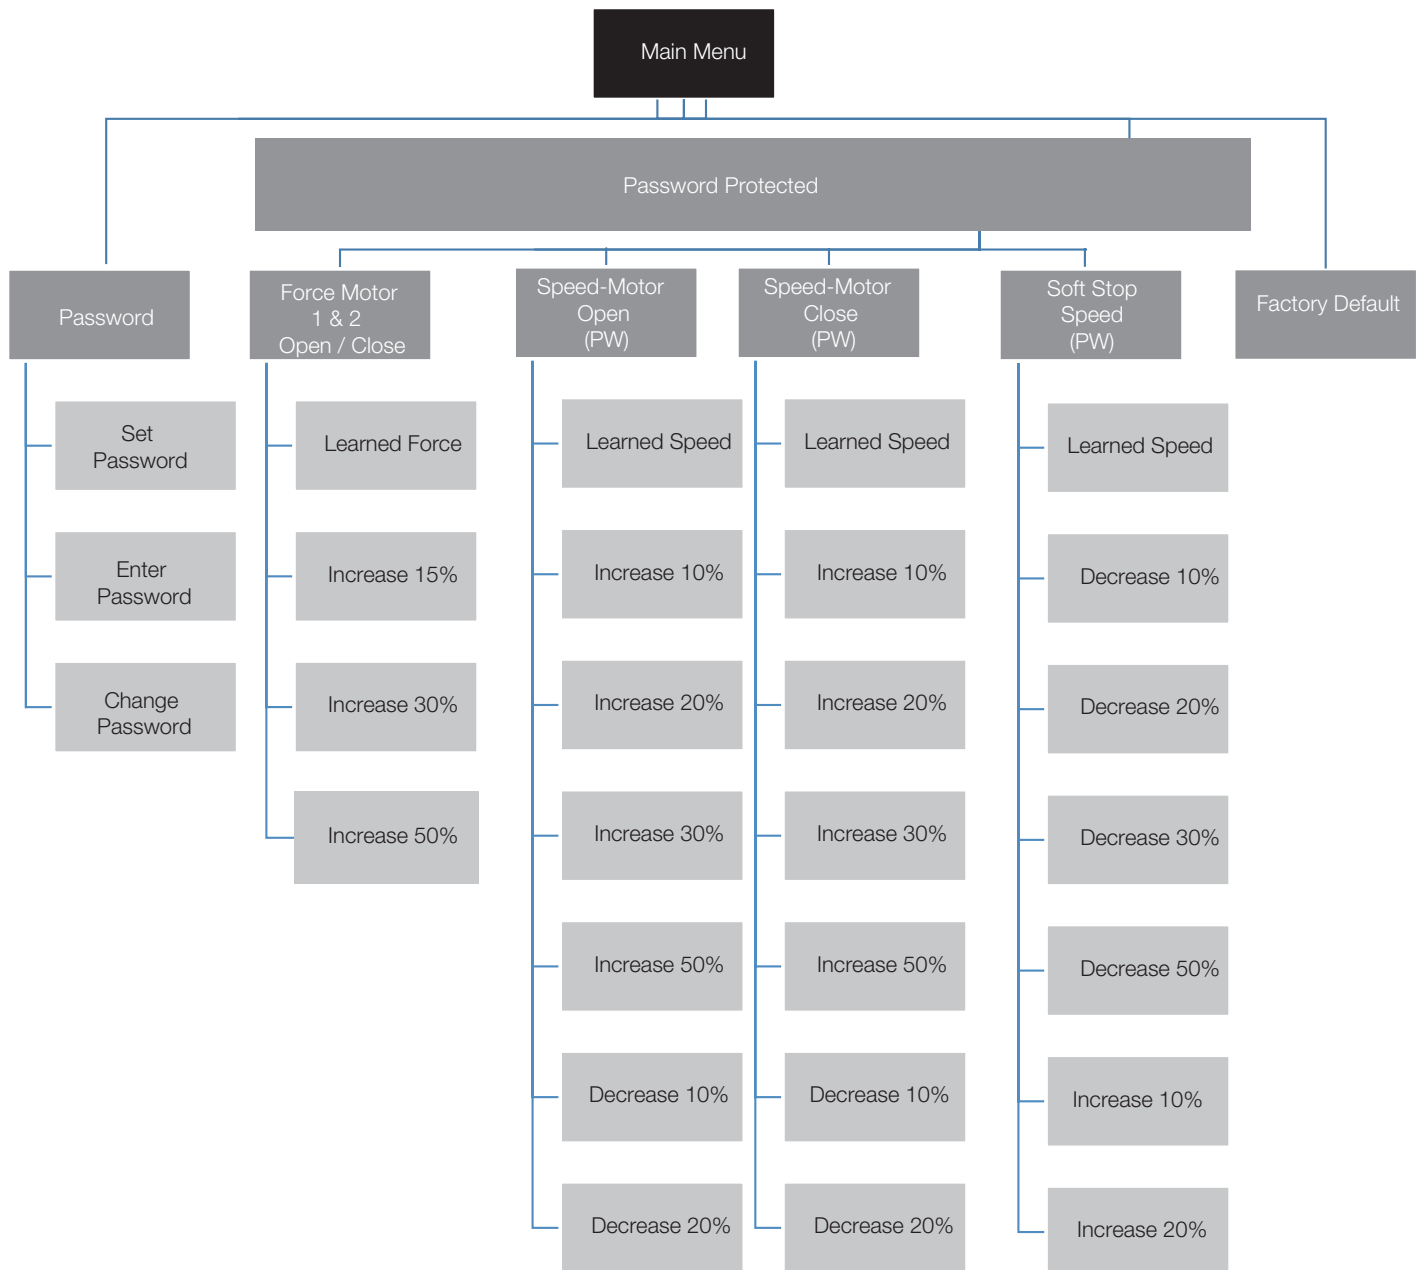 Main Menu
Password Protected
Password
Force Motor
1 & 2
Open / Close
Speed-Motor
Open
(PW)
Speed-Motor
Close
(PW)
Soft Stop
Speed
(PW)
Factory Default
Set
Password
Enter
Password
Change
Password
Learned Force
Increase 15%
Increase 30%
Increase 50%
Learned Speed
Increase 10%
Increase 20%
Increase 30%
Increase 50%
Decrease 10%
Decrease 20%
Learned Speed
Increase 10%
Increase 20%
Increase 30%
Increase 50%
Decrease 10%
Decrease 20%
Learned Speed
Decrease 10%
Decrease 20%
Decrease 30%
Decrease 50%
Increase 10%
Increase 20%